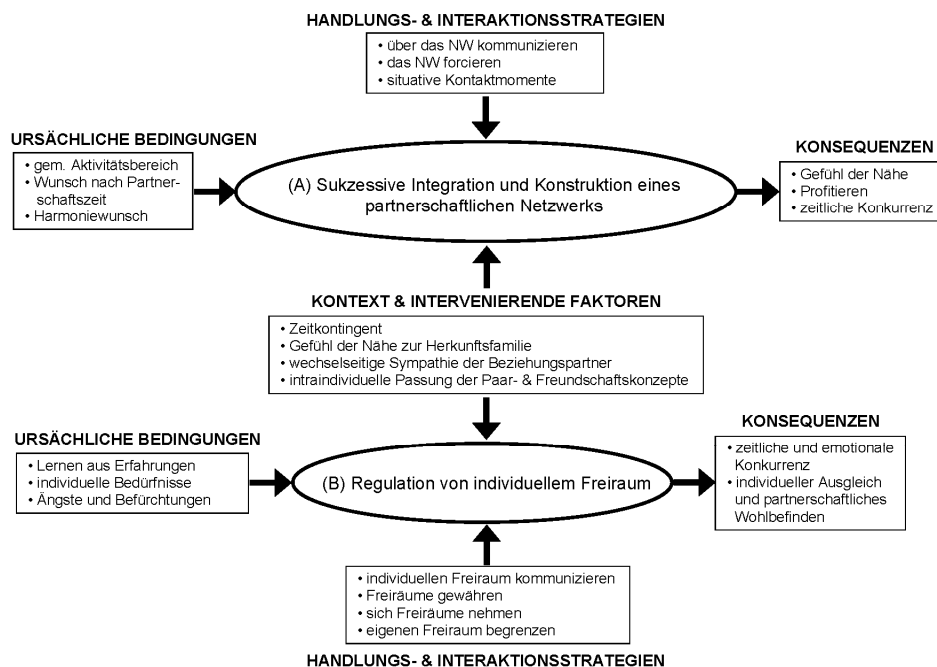 HANDLUNGS- & INTERAKTIONSSTRATEGIEN
• über das NW kommunizieren
• das NW forcieren
• situative Kontaktmomente
URSÄCHLICHE BEDINGUNGEN
• gem. Aktivitätsbereich
• Wunsch nach Partner-
schaftszeit
• Harmoniewunsch
(A) Sukzessive Integration und Konstruktion eines
partnerschaftlichen Netzwerks
KONSEQUENZEN
• Gefühl der Nähe
• Profitieren
• zeitliche Konkurrenz
KONTEXT & INTERVENIERENDE FAKTOREN
• Zeitkontingent
• Gefühl der Nähe zur Herkunftsfamilie
• wechselseitige Sympathie der Beziehungspartner
• intraindividuelle Passung der Paar- & Freundschaftskonzepte
URSÄCHLICHE BEDINGUNGEN
• Lernen aus Erfahrungen
• individuelle Bedürfnisse
• Ängste und Befürchtungen
(B) Regulation von individuellem Freiraum
KONSEQUENZEN
• zeitliche und emotionale
Konkurrenz
• individueller Ausgleich
und partnerschaftliches
Wohlbefinden
• individuellen Freiraum kommunizieren
• Freiräume gewähren
• sich Freiräume nehmen
• eigenen Freiraum begrenzen
HANDLUNGS- & INTERAKTIONSSTRATEGIEN